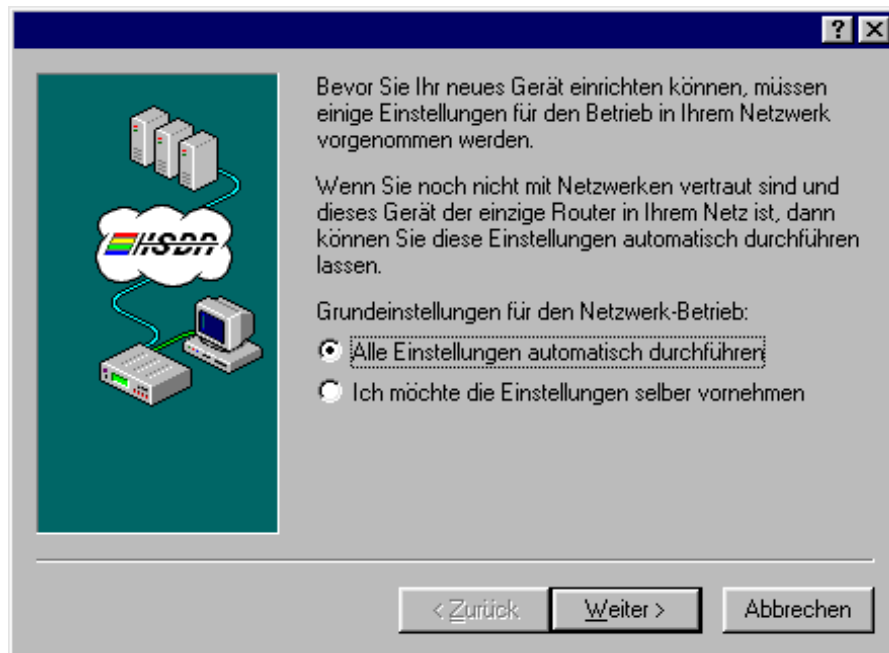 Bevor Sie Ihr neues Gerät einrichten können, müssen
einige Einstellungen für den Betrieb in Ihrem Netzwerk
vorgenommen werden.
Wenn Sie noch nicht mit Netzwerken vertraut sind und
dieses Gerät der einzige Router in Ihrem Netz ist, dann
können Sie diese Einstellungen automatisch durchführen
lassen.
ISDN
Grundeinstellungen für den Netzwerk-Betrieb:
Alle Einstellungen automatisch durchführen
Ich möchte die Einstellungen selber vornehmen
< Zurück
Weiter >
Abbrechen